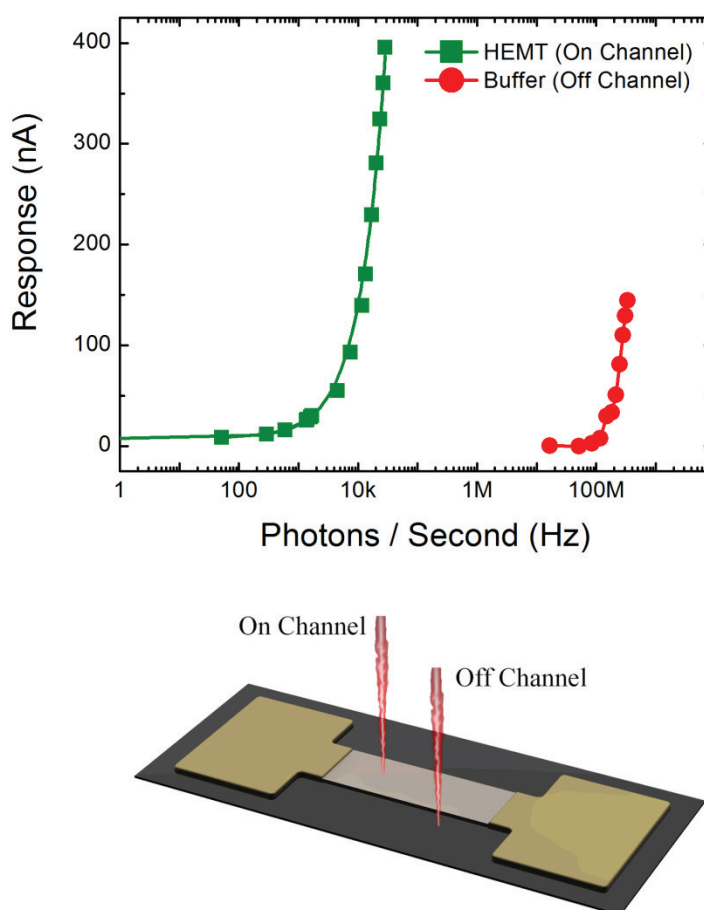 400
HEMT (On Channel)
Buffer (Off Channel)
300
200
100
0
Response (nA)
1 100 10k 1M 100M
Photons / Second (Hz)
On Channel
Off Channel